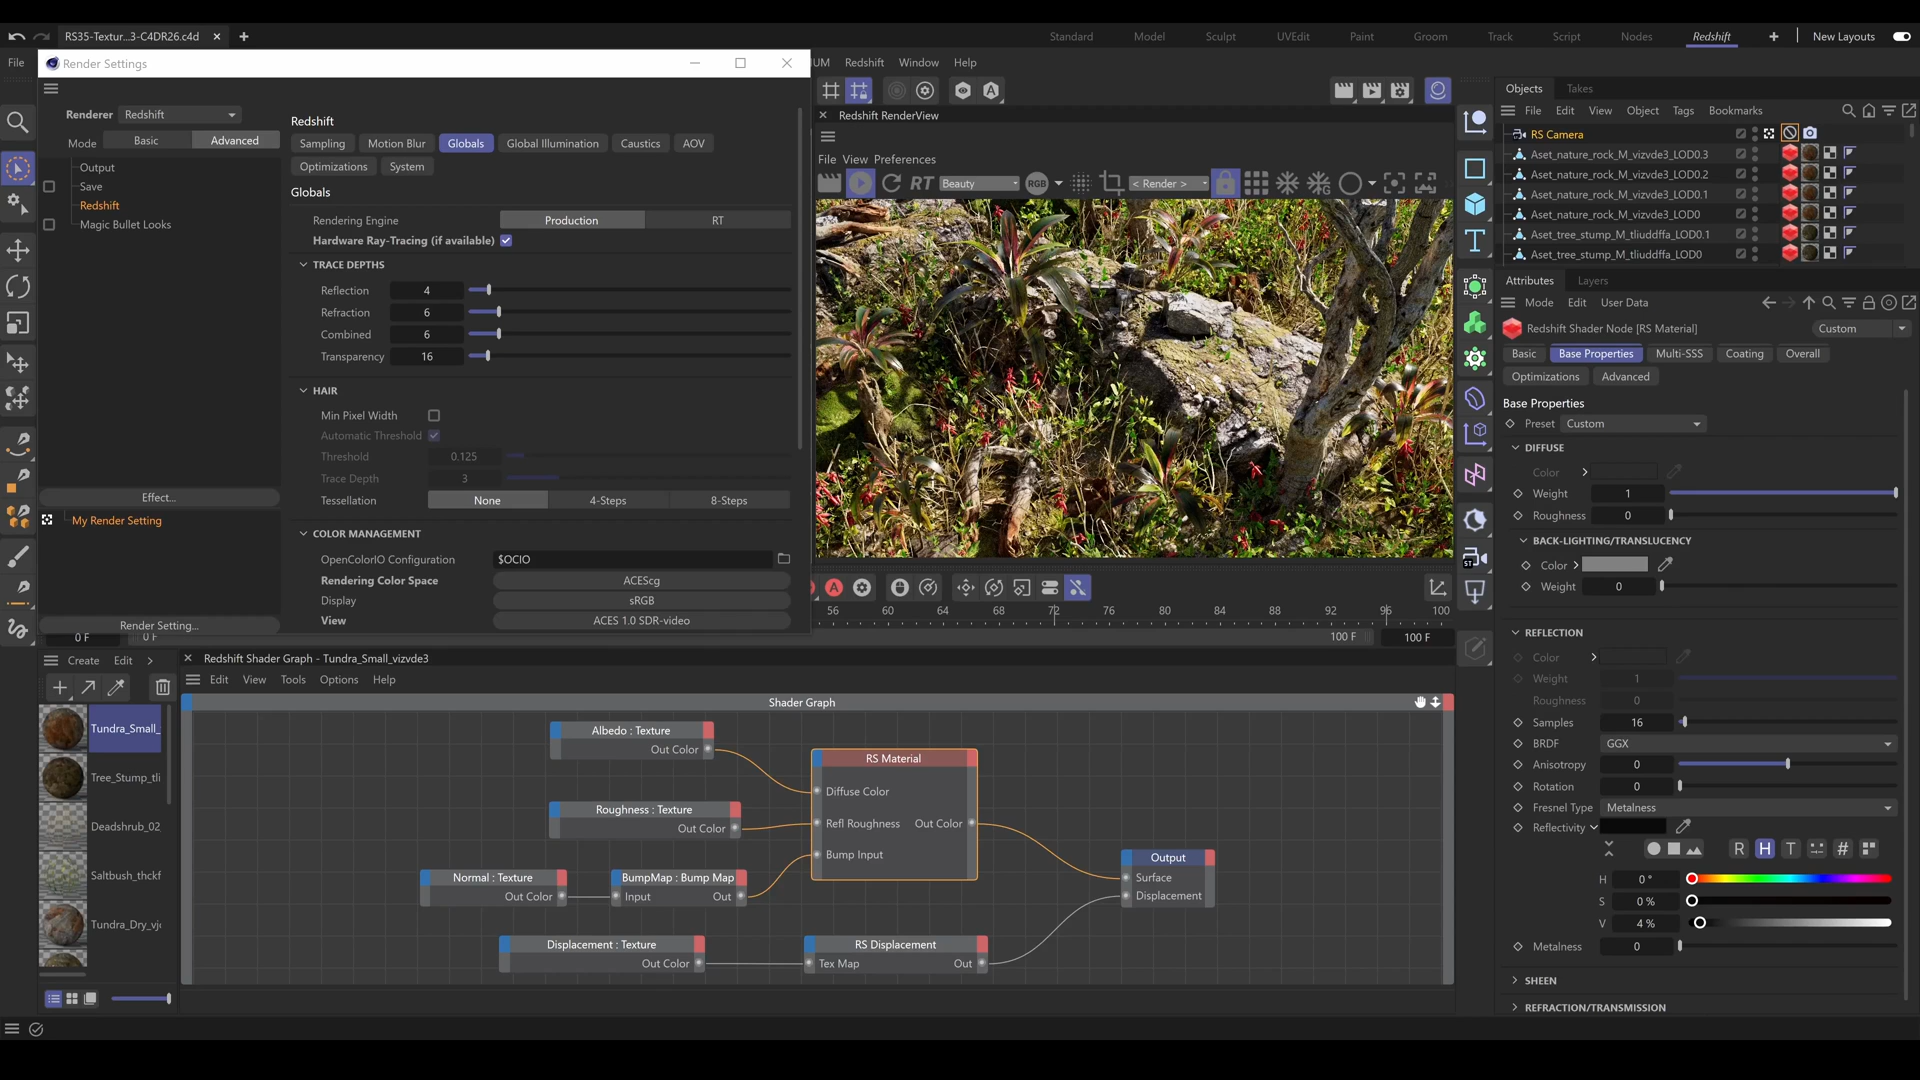 RS35-Textur...3-C4DR26.c4d
Standard Model Sculpt UVEdit Paint Groom Track Script Nodes Redshift New Layouts
File
Render Settings
UM Redshift Window Help
Renderer Redshift
Mode Basic Advanced
Output
Save
Redshift
Magic Bullet Looks
Effect...
My Render Setting
Render Setting...
Redshift
Sampling Motion Blur Globals Global Illumination Caustics AOV
Optimizations System
Globals
Rendering Engine Production RT
Hardware Ray-Tracing (if available)
TRACE DEPTHS
Reflection 4
Refraction 6
Combined 6
Transparency 16
HAIR
Min Pixel Width
Automatic Threshold
Threshold 0.125
Trace Depth 3
Tessellation None 4-Steps 8-Steps
COLOR MANAGEMENT
OpenColorIO Configuration $OCIO
Rendering Color Space ACEScg
Display sRGB
View ACES 1.0 SDR-video
Redshift RenderView
File View Preferences
RT Beauty RGB < Render >
56 60 64 68 72 76 80 84 88 92 96 100
0 F 0 F 100 F 100 F
Create Edit
Tundra_Small_
Tree_Stump_tli
Deadshrub_02
Saltbush_thckf
Tundra_Dry_vj
Redshift Shader Graph - Tundra_Small_vizvde3
Edit View Tools Options Help
Shader Graph
Albedo : Texture
Out Color
Roughness : Texture
Out Color
Normal : Texture
Out Color
BumpMap : Bump Map
Input Out
Displacement : Texture
Out Color
RS Material
Diffuse Color
Refl Roughness Out Color
Bump Input
RS Displacement
Tex Map Out
Output
Surface
Displacement
Objects Takes
File Edit View Object Tags Bookmarks
RS Camera
Aset_nature_rock_M_vizvde3_LOD0.3
Aset_nature_rock_M_vizvde3_LOD0.2
Aset_nature_rock_M_vizvde3_LOD0.1
Aset_nature_rock_M_vizvde3_LOD0
Aset_tree_stump_M_tliuddffa_LOD0.1
Aset_tree_stump_M_tliuddffa_LOD0
Attributes Layers
Mode Edit User Data
Redshift Shader Node [RS Material] Custom
Basic Base Properties Multi-SSS Coating Overall
Optimizations Advanced
Base Properties
Preset Custom
DIFFUSE
Color
Weight 1
Roughness 0
BACK-LIGHTING/TRANSLUCENCY
Color
Weight 0
REFLECTION
Color
Weight 1
Roughness 0
Samples 16
BRDF GGX
Anisotropy 0
Rotation 0
Fresnel Type Metalness
Reflectivity
R H T #
H 0 °
S 0 %
V 4 %
Metalness 0
SHEEN
REFRACTION/TRANSMISSION